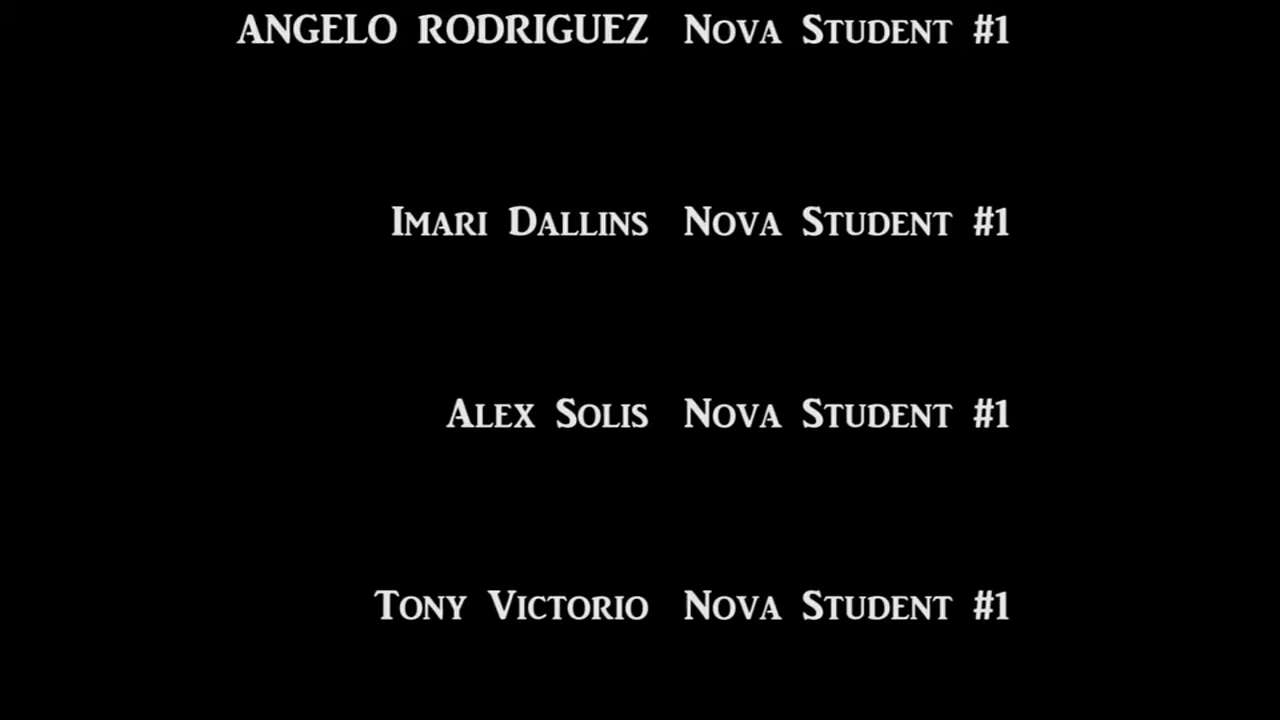 ANGELO RODRIGUEZ Nova Student #1
Imari Dallins Nova Student #1
Alex Solis Nova Student #1
Tony Victorio Nova Student #1